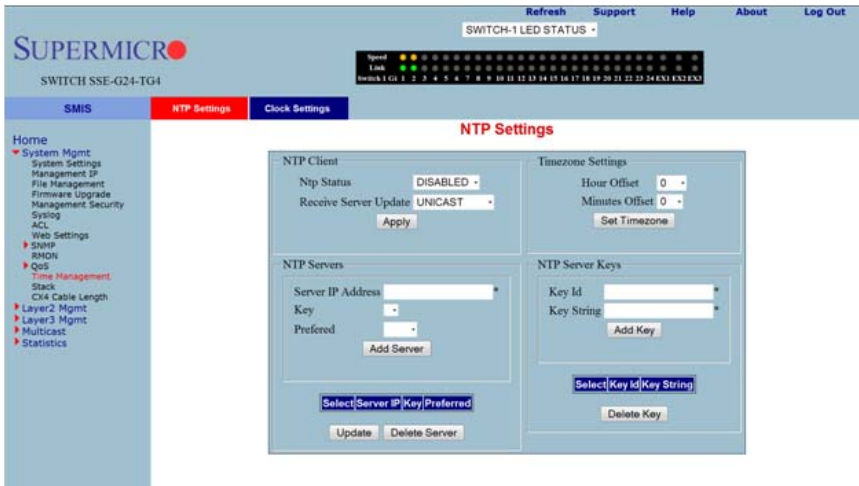 Refresh Support Help About Log Out
SWITCH-1 LED STATUS
SUPERMICRO
SWITCH SSE-G24-TG4
Speed
Link
Switch 1 Gi 1 2 3 4 5 6 7 8 9 10 11 12 13 14 15 16 17 18 19 20 21 22 23 24 EX1 EX2 EX3
SMIS
NTP Settings
Clock Settings
Home
System Mgmt
System Settings
Management IP
File Management
Firmware Upgrade
Management Security
Syslog
ACL
Web Settings
SNMP
RMON
QoS
Time Management
Stack
CX4 Cable Length
Layer2 Mgmt
Layer3 Mgmt
Multicast
Statistics
NTP Settings
NTP Client
Ntp Status DISABLED
Receive Server Update UNICAST
Apply
Timezone Settings
Hour Offset 0
Minutes Offset 0
Set Timezone
NTP Servers
Server IP Address *
Key
Prefered
Add Server
Select Server IP Key Preferred
Update Delete Server
NTP Server Keys
Key Id *
Key String *
Add Key
Select Key Id Key String
Delete Key